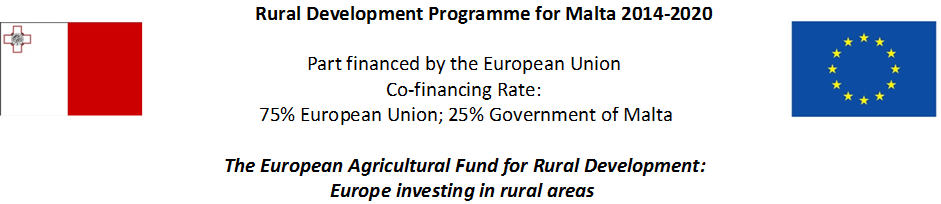 Rural Development Programme for Malta 2014-2020
Part financed by the European Union
Co-financing Rate:
75% European Union; 25% Government of Malta
The European Agricultural Fund for Rural Development:
Europe investing in rural areas